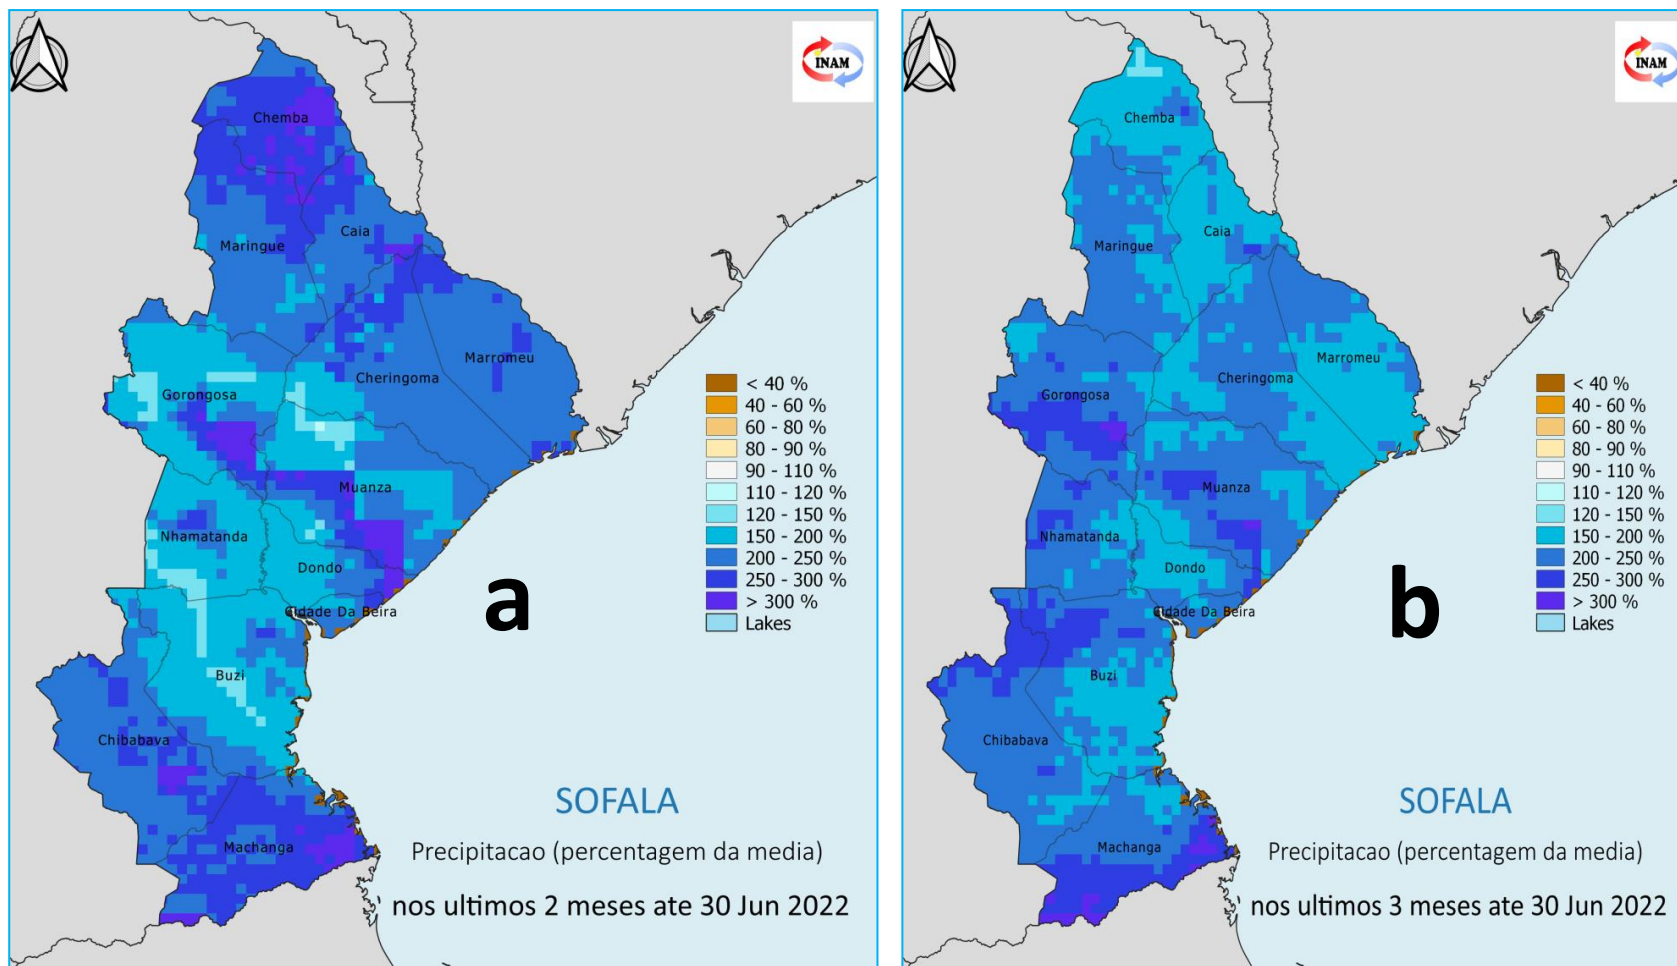 INAM
Chemba
Caia
Maringue
Marromeu
Cheringoma
Gorongosa
Muanza
Nhamatanda
Dondo
Cidade Da Beira
Buzi
Chibabava
Machanga
< 40 %
40 - 60 %
60 - 80 %
80 - 90 %
90 - 110 %
110 - 120 %
120 - 150 %
150 - 200 %
200 - 250 %
250 - 300 %
> 300 %
Lakes
a
SOFALA
Precipitacao (percentagem da media)
nos ultimos 2 meses ate 30 Jun 2022
INAM
Chemba
Caia
Maringue
Marromeu
Cheringoma
Gorongosa
Muanza
Nhamatanda
Dondo
Cidade Da Beira
Buzi
Chibabava
Machanga
< 40 %
40 - 60 %
60 - 80 %
80 - 90 %
90 - 110 %
110 - 120 %
120 - 150 %
150 - 200 %
200 - 250 %
250 - 300 %
> 300 %
Lakes
b
SOFALA
Precipitacao (percentagem da media)
nos ultimos 3 meses ate 30 Jun 2022